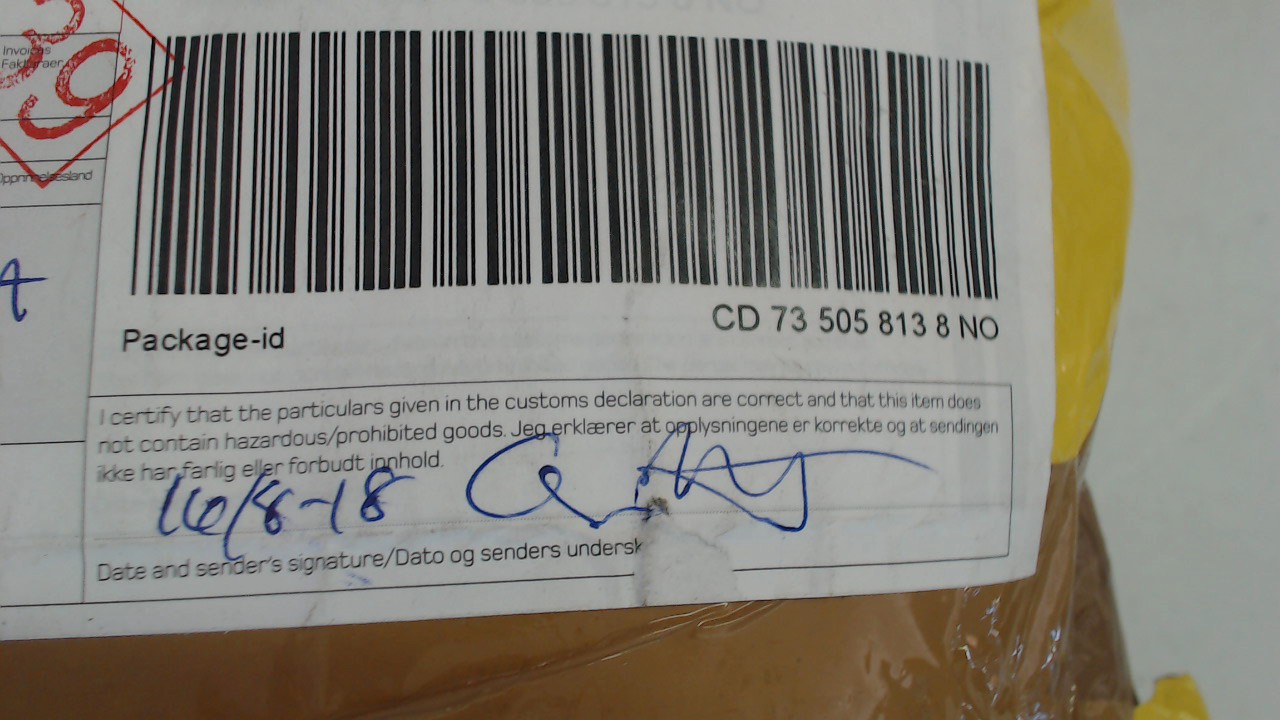 Invoices
Fakturaer
Opprinnelsesland
CD 73 505 813 8 NO
Package-id
I certify that the particulars given in the customs declaration are correct and that this item does
not contain hazardous/prohibited goods. Jeg erklærer at opplysningene er korrekte og at sendingen
ikke har farlig eller forbudt innhold.
16/8-18
Date and sender's signature/Dato og senders undersk